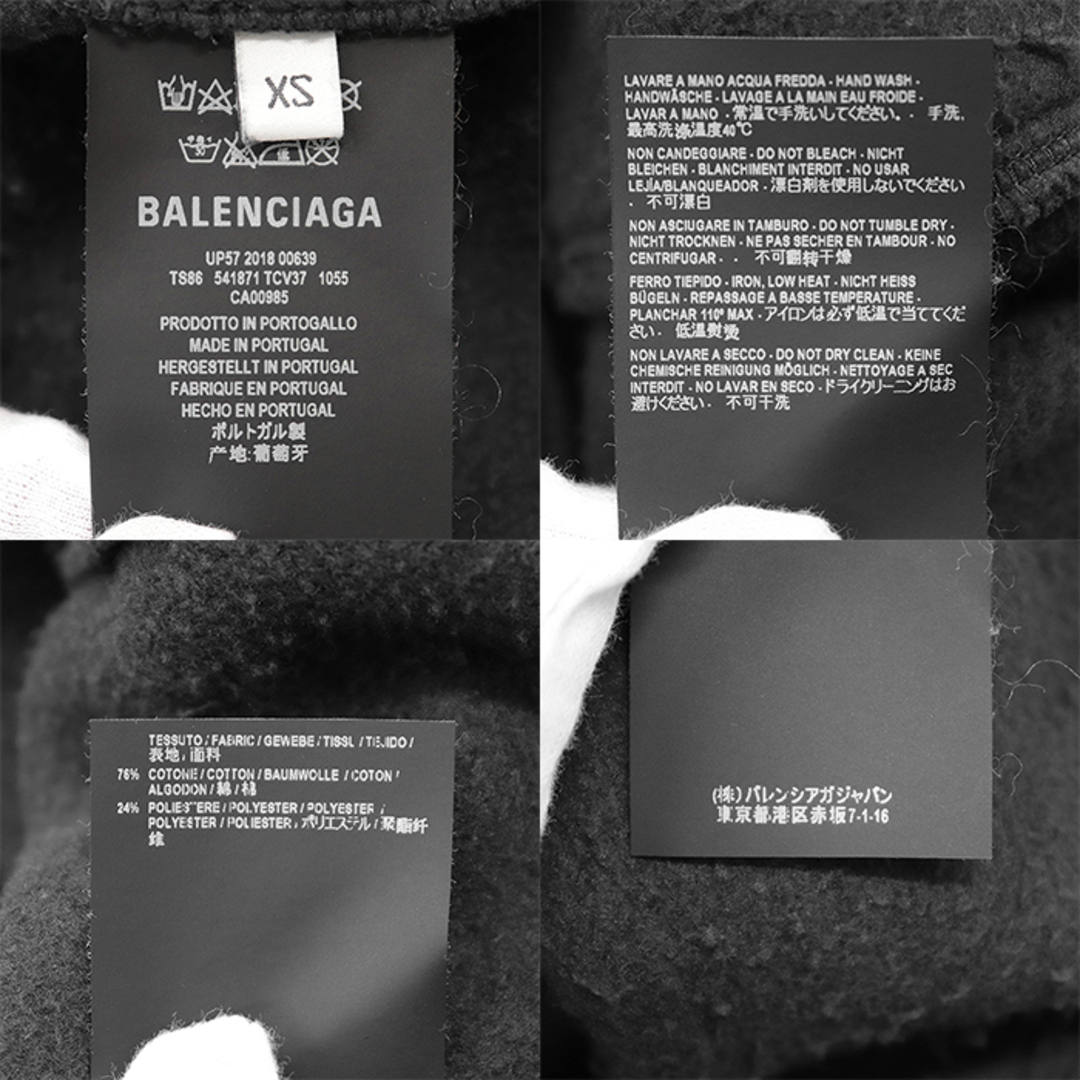 XS
BALENCIAGA
UP57 2018 00639
TS86 541871 TCV37 1055
CA00985
PRODOTTO IN PORTOGALLO
MADE IN PORTUGAL
HERGESTELLT IN PORTUGAL
FABRIQUE EN PORTUGAL
HECHO EN PORTUGAL
ポルトガル製
产地:葡萄牙
LAVARE A MANO ACQUA FREDDA - HAND WASH -
HANDWÄSCHE - LAVAGE A LA MAIN EAU FROIDE -
LAVAR A MANO - 常温で手洗いしてください。 - 手洗,
最高洗涤温度40℃
NON CANDEGGIARE - DO NOT BLEACH - NICHT
BLEICHEN - BLANCHIMENT INTERDIT - NO USAR
LEJÍA/BLANQUEADOR - 漂白剤を使用しないでください
- 不可漂白
NON ASCIUGARE IN TAMBURO - DO NOT TUMBLE DRY -
NICHT TROCKNEN - NE PAS SECHER EN TAMBOUR - NO
CENTRIFUGAR - - 不可翻转干燥
FERRO TIEPIDO - IRON, LOW HEAT - NICHT HEISS
BÜGELN - REPASSAGE A BASSE TEMPERATURE -
PLANCHAR 110º MAX - アイロンは必ず低温で当ててくだ
さい - 低温熨烫
NON LAVARE A SECCO - DO NOT DRY CLEAN - KEINE
CHEMISCHE REINIGUNG MÖGLICH - NETTOYAGE A SEC
INTERDIT - NO LAVAR EN SECO - ドライクリーニングはお
避けください - 不可干洗
TESSUTO / FABRIC / GEWEBE / TISSU / TEJIDO /
表地 / 面料
76% COTONE / COTTON / BAUMWOLLE / COTON /
ALGODON / 綿 / 棉
24% POLIESTERE / POLYESTER / POLYESTER /
POLYESTER / POLIESTER / ポリエステル / 聚酯纤
维
(株)バレンシアガジャパン
東京都港区赤坂7-1-16